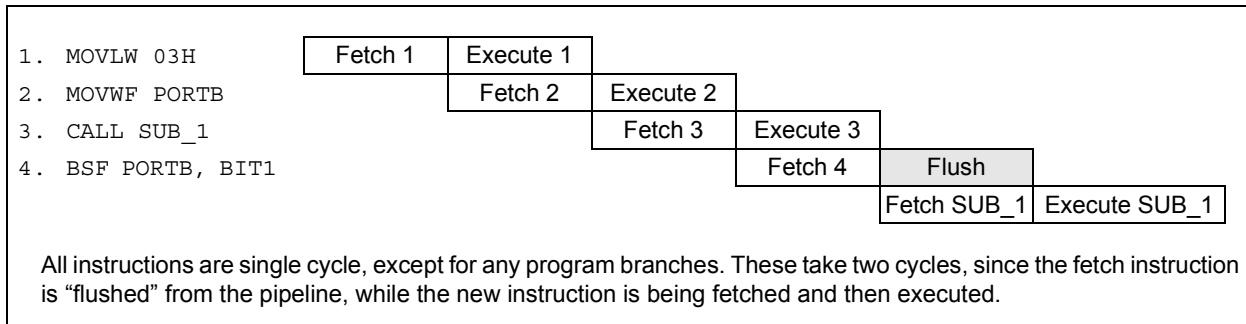 1. MOVLW 03H Fetch 1 Execute 1
2. MOVWF PORTB Fetch 2 Execute 2
3. CALL SUB_1 Fetch 3 Execute 3
4. BSF PORTB, BIT1 Fetch 4 Flush
Fetch SUB_1 Execute SUB_1
All instructions are single cycle, except for any program branches. These take two cycles, since the fetch instruction
is “flushed” from the pipeline, while the new instruction is being fetched and then executed.